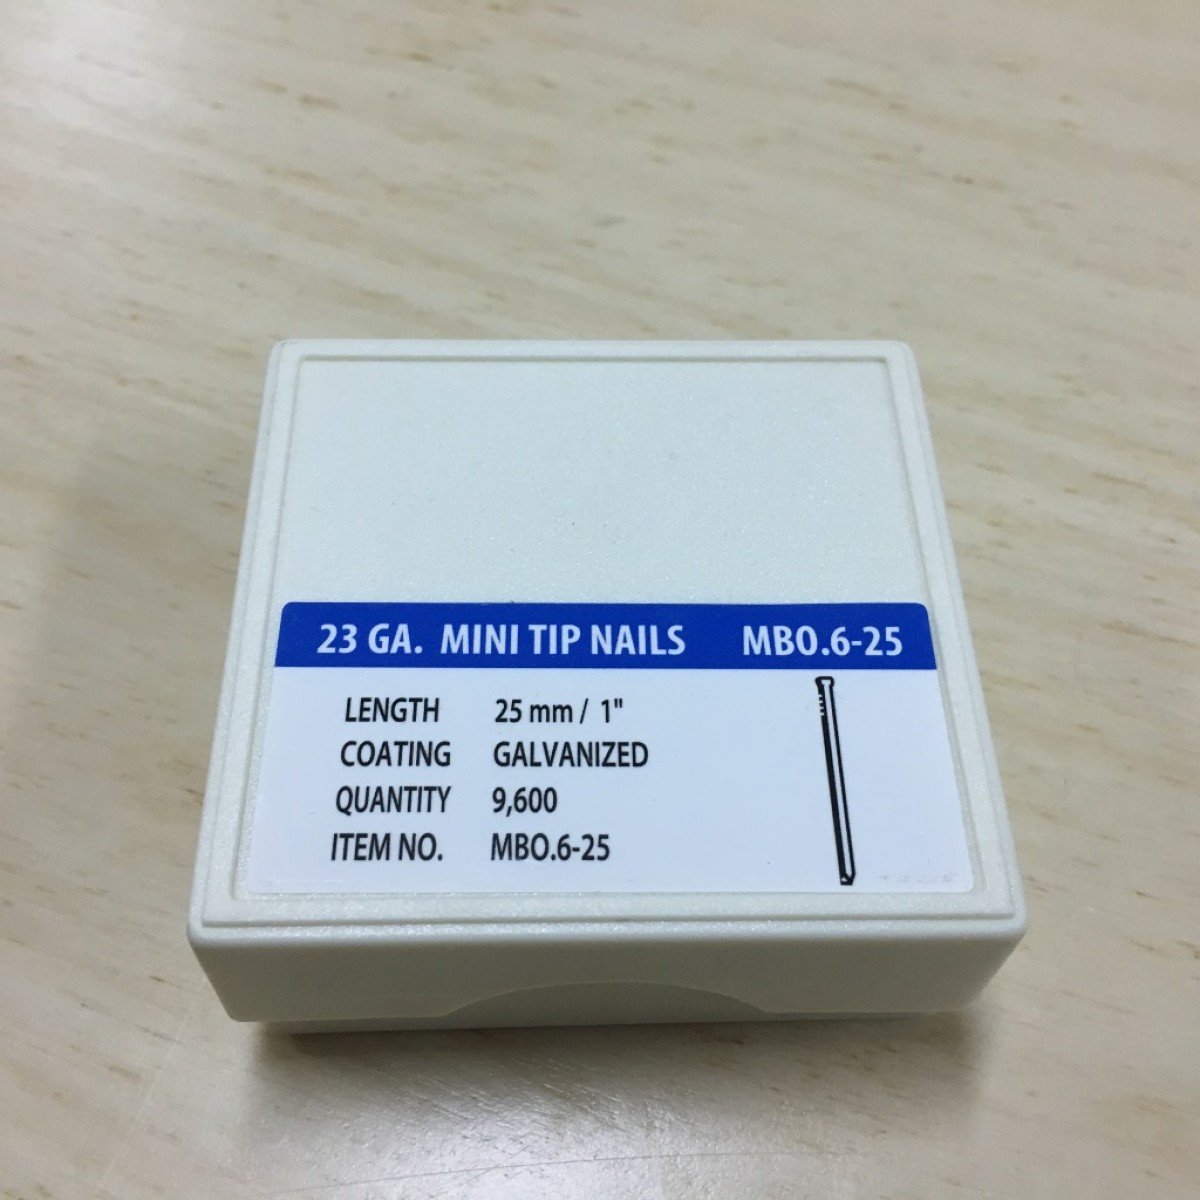 23 GA. MINI TIP NAILS MBO.6-25
LENGTH 25 mm / 1"
COATING GALVANIZED
QUANTITY 9,600
ITEM NO. MBO.6-25